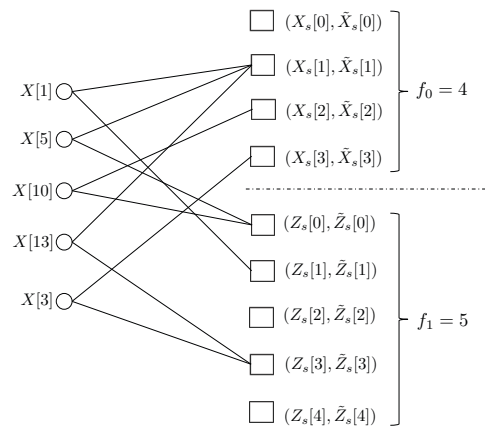 X[1]
X[5]
X[10]
X[13]
X[3]
(X_s[0], X̃_s[0])
(X_s[1], X̃_s[1])
(X_s[2], X̃_s[2])
(X_s[3], X̃_s[3])
f_0 = 4
(Z_s[0], Z̃_s[0])
(Z_s[1], Z̃_s[1])
(Z_s[2], Z̃_s[2])
(Z_s[3], Z̃_s[3])
(Z_s[4], Z̃_s[4])
f_1 = 5